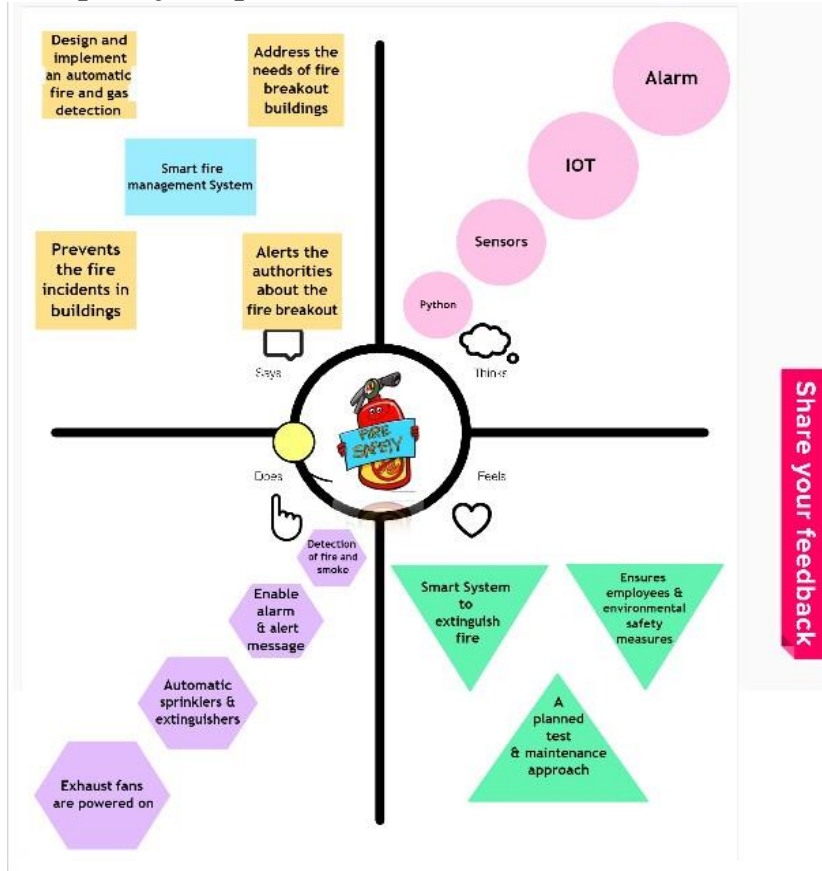 Design and
implement
an automatic
fire and gas
detection
Address the
needs of fire
breakout
buildings
Smart fire
management System
Prevents
the fire
incidents in
buildings
Alerts the
authorities
about the
fire breakout
Says
Alarm
IOT
Sensors
Python
Thinks
FIRE
SAFETY
Does
Detection
of fire and
smoke
Enable
alarm
& alert
message
Automatic
sprinklers &
extinguishers
Exhaust fans
are powered on
Feels
Smart System
to
extinguish
fire
Ensures
employees &
environmental
safety
measures
A
planned
test
& maintenance
approach
Share your feedback